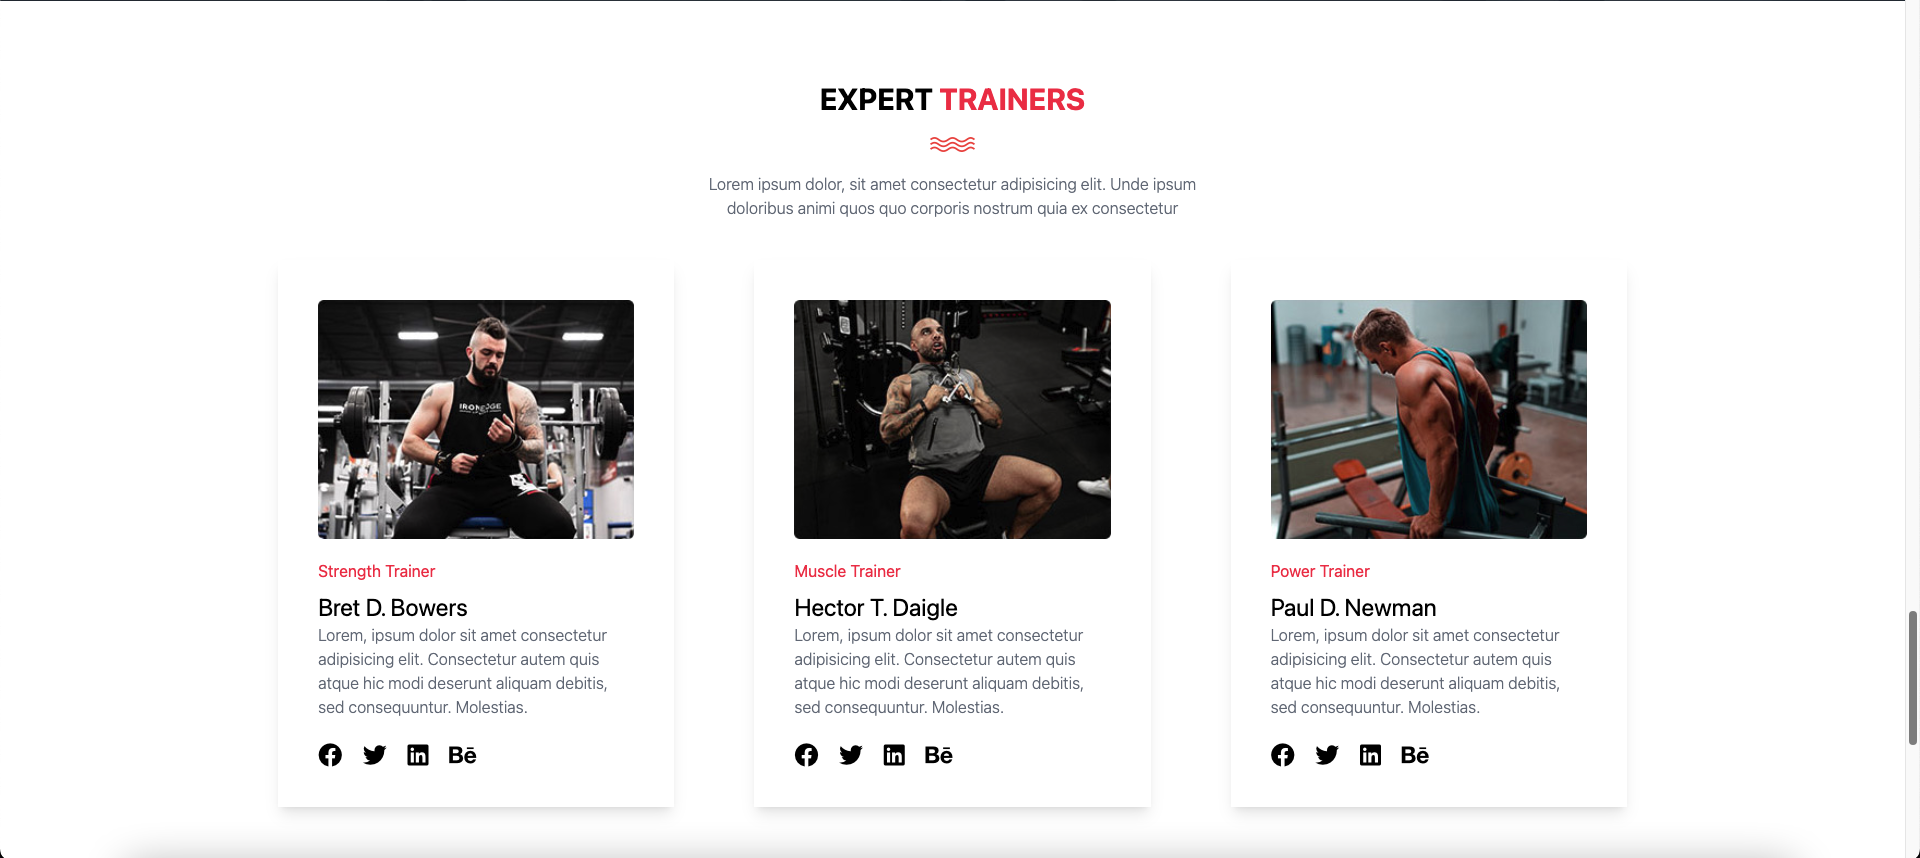 EXPERT TRAINERS
Lorem ipsum dolor, sit amet consectetur adipisicing elit. Unde ipsum
doloribus animi quos quo corporis nostrum quia ex consectetur
Strength Trainer
Bret D. Bowers
Lorem, ipsum dolor sit amet consectetur
adipisicing elit. Consectetur autem quis
atque hic modi deserunt aliquam debitis,
sed consequuntur. Molestias.
Bē
Muscle Trainer
Hector T. Daigle
Lorem, ipsum dolor sit amet consectetur
adipisicing elit. Consectetur autem quis
atque hic modi deserunt aliquam debitis,
sed consequuntur. Molestias.
Bē
Power Trainer
Paul D. Newman
Lorem, ipsum dolor sit amet consectetur
adipisicing elit. Consectetur autem quis
atque hic modi deserunt aliquam debitis,
sed consequuntur. Molestias.
Bē